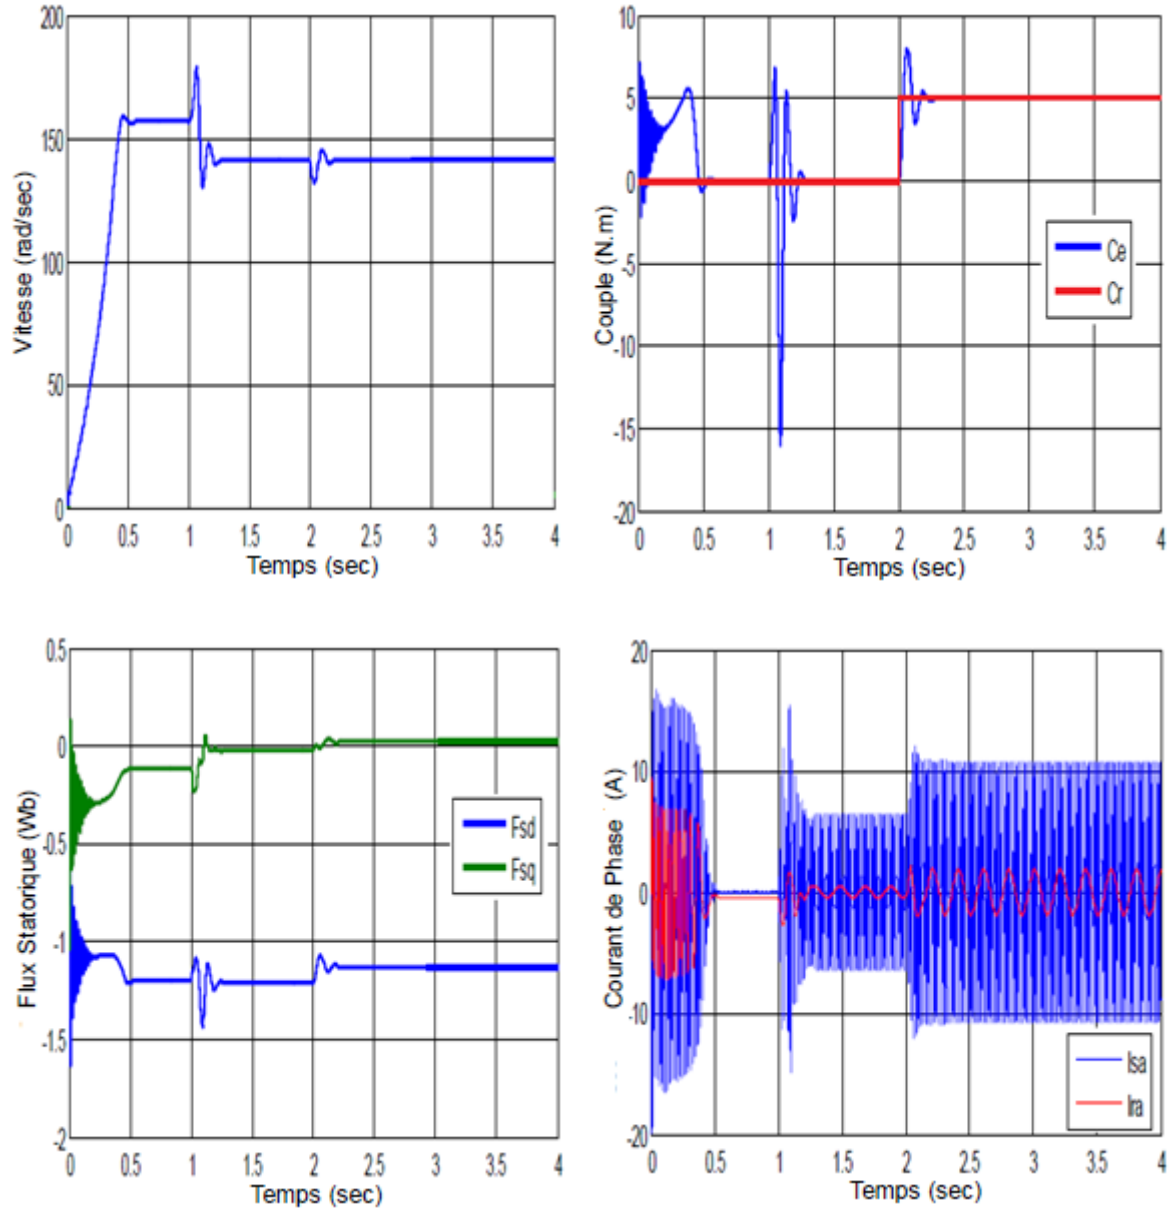 200
150
100
50
0
0 0.5 1 1.5 2 2.5 3 3.5 4
Vitesse (rad/sec)
Temps (sec)
10
5
0
-5
-10
-15
-20
0 0.5 1 1.5 2 2.5 3 3.5 4
Couple (N.m)
Temps (sec)
Ce
Cr
0.5
0
-0.5
-1
-1.5
-2
0 0.5 1 1.5 2 2.5 3 3.5 4
Flux Statorique (Wb)
Temps (sec)
Fsd
Fsq
20
10
0
-10
-20
0 0.5 1 1.5 2 2.5 3 3.5 4
Courant de Phase (A)
Temps (sec)
Isa
Ira